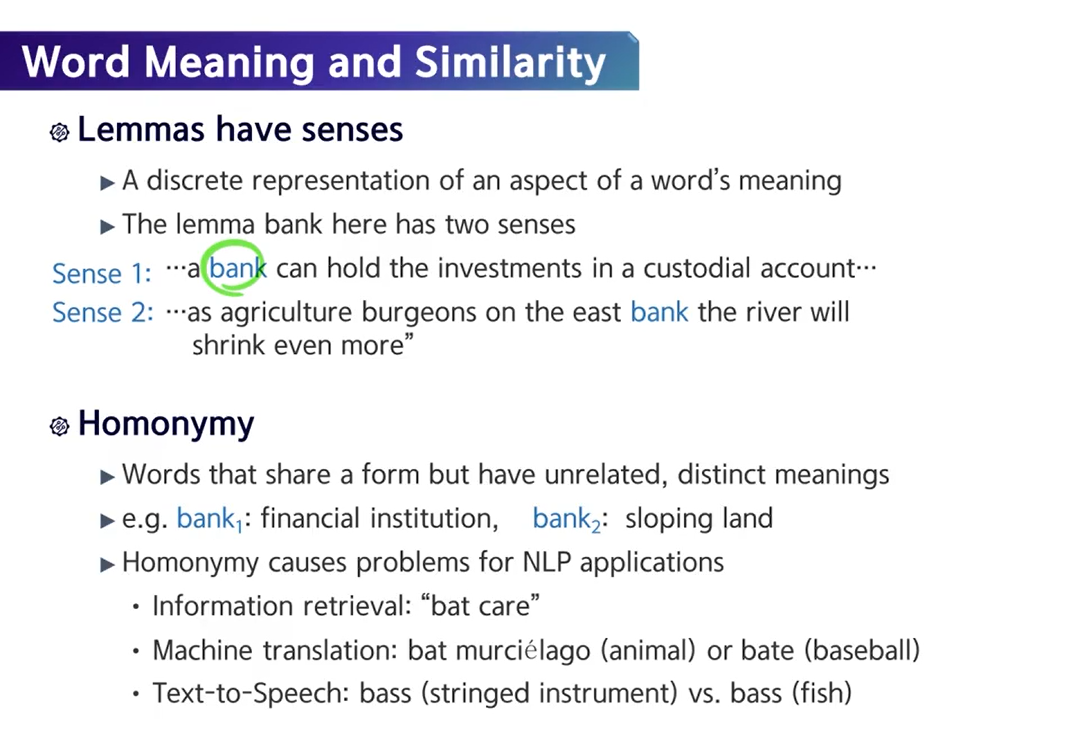 Word Meaning and Similarity
Lemmas have senses
▶ A discrete representation of an aspect of a word’s meaning
▶ The lemma bank here has two senses
Sense 1: …a bank can hold the investments in a custodial account…
Sense 2: …as agriculture burgeons on the east bank the river will
shrink even more”
Homonymy
▶ Words that share a form but have unrelated, distinct meanings
▶ e.g. bank₁: financial institution, bank₂: sloping land
▶ Homonymy causes problems for NLP applications
• Information retrieval: “bat care”
• Machine translation: bat murciélago (animal) or bate (baseball)
• Text-to-Speech: bass (stringed instrument) vs. bass (fish)